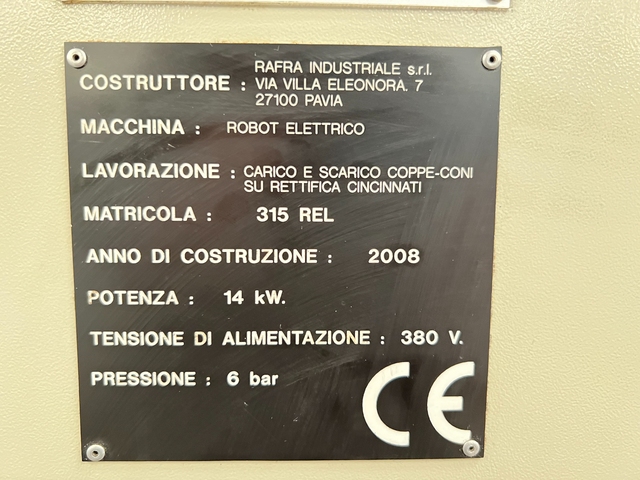 COSTRUTTORE : RAFRA INDUSTRIALE s.r.l.
VIA VILLA ELEONORA. 7
27100 PAVIA
MACCHINA : ROBOT ELETTRICO
LAVORAZIONE : CARICO E SCARICO COPPE-CONI
SU RETTIFICA CINCINNATI
MATRICOLA : 315 REL
ANNO DI COSTRUZIONE : 2008
POTENZA : 14 kW.
TENSIONE DI ALIMENTAZIONE : 380 V.
PRESSIONE : 6 bar
CE